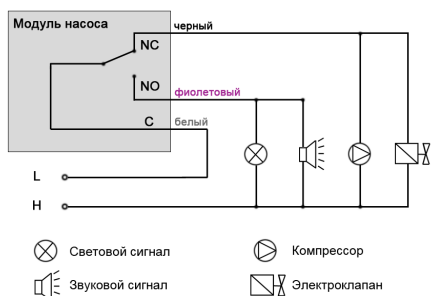 Модуль насоса
черный
NC
NO
фиолетовый
C
белый
L
Н
Световой сигнал
Компрессор
Звуковой сигнал
Электроклапан